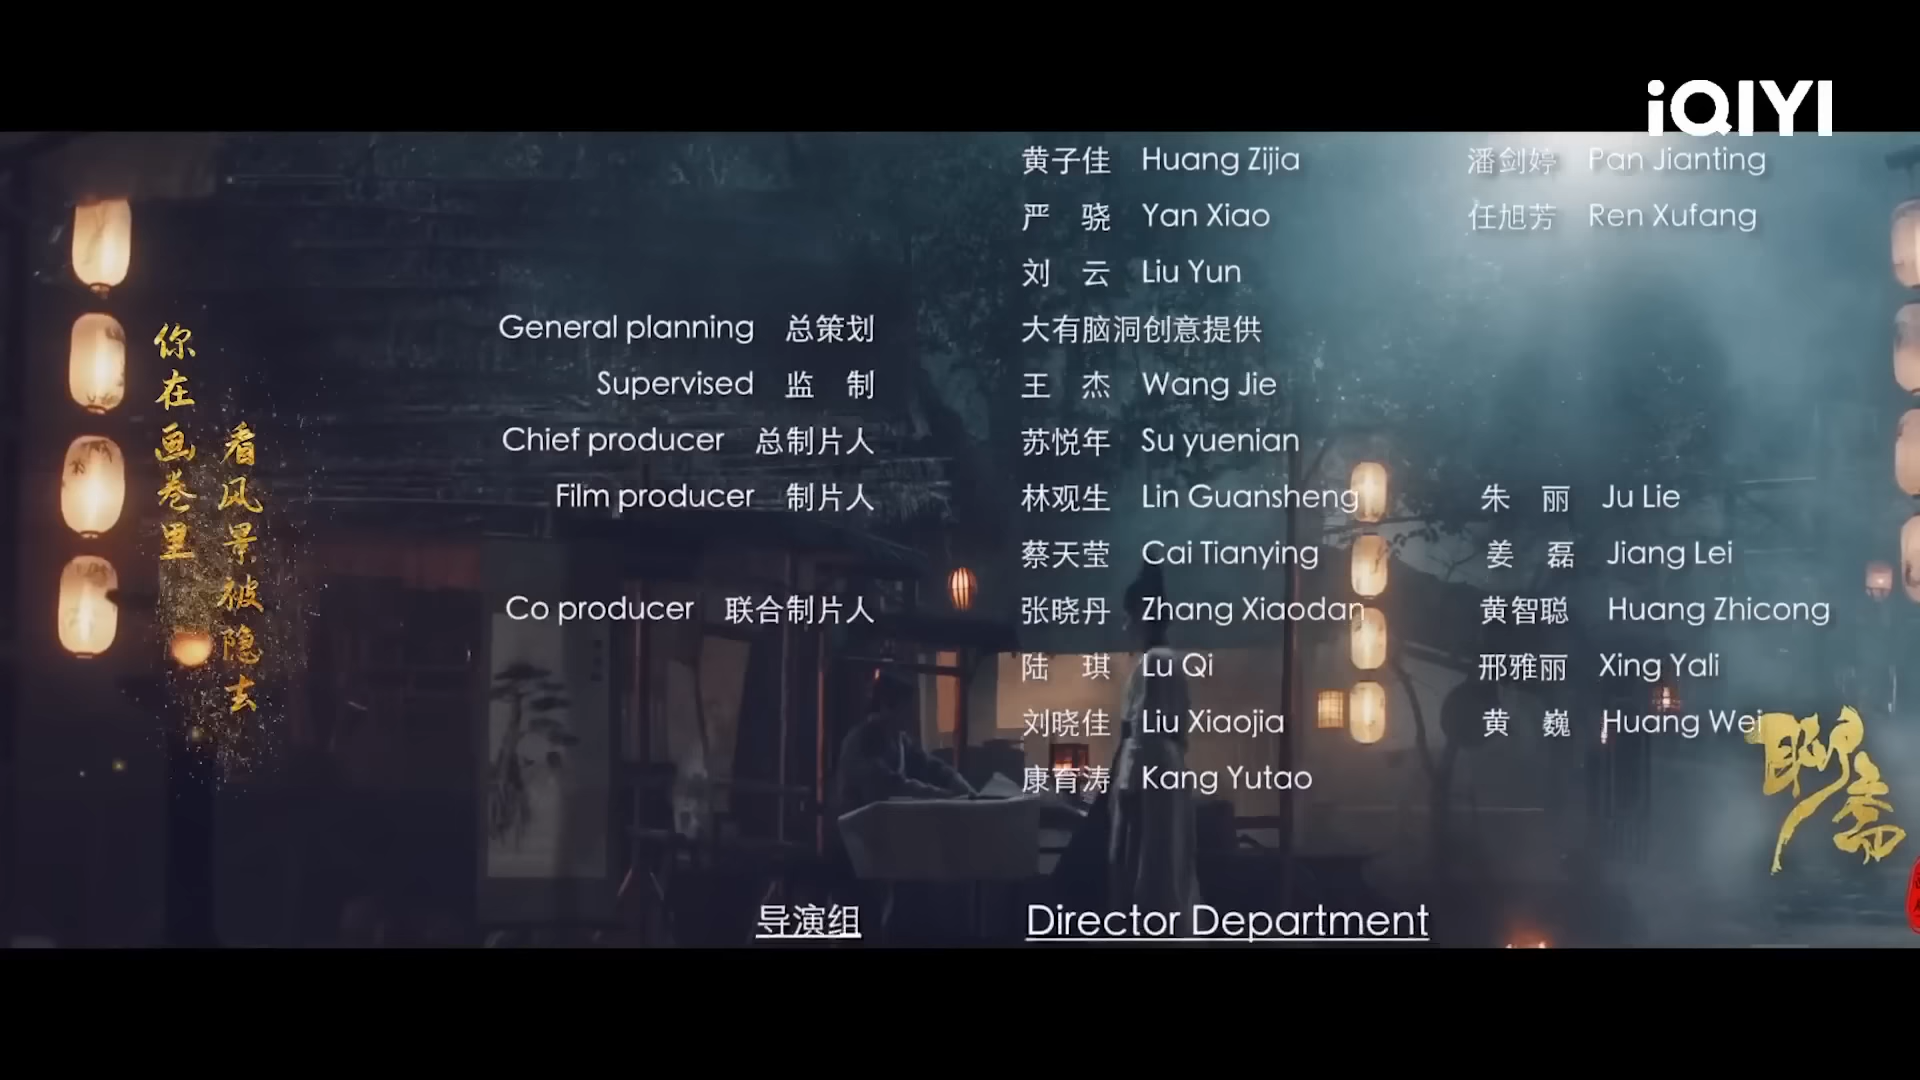 iQIYI
黄子佳 Huang Zijia 潘剑婷 Pan Jianting
严 骁 Yan Xiao 任旭芳 Ren Xufang
刘 云 Liu Yun
General planning 总策划 大有脑洞创意提供
Supervised 监 制 王 杰 Wang Jie
Chief producer 总制片人 苏悦年 Su yuenian
Film producer 制片人 林观生 Lin Guansheng 朱 丽 Ju Lie
蔡天莹 Cai Tianying 姜 磊 Jiang Lei
Co producer 联合制片人 张晓丹 Zhang Xiaodan 黄智聪 Huang Zhicong
陆 琪 Lu Qi 邢雅丽 Xing Yali
刘晓佳 Liu Xiaojia 黄 巍 Huang Wei
康育涛 Kang Yutao
导演组 Director Department
你在画卷里
看风景被隐去
聊斋